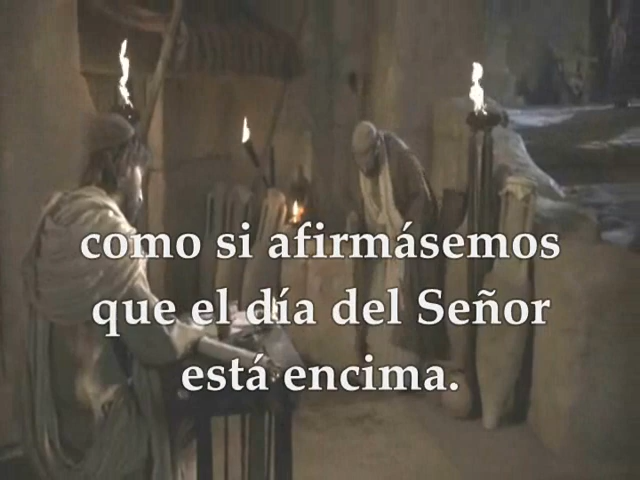 como si afirmásemos
que el día del Señor
está encima.